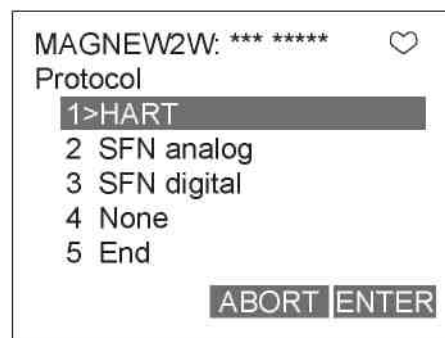 MAGNEW2W: *** *****
Protocol
1>HART
2 SFN analog
3 SFN digital
4 None
5 End
ABORT ENTER